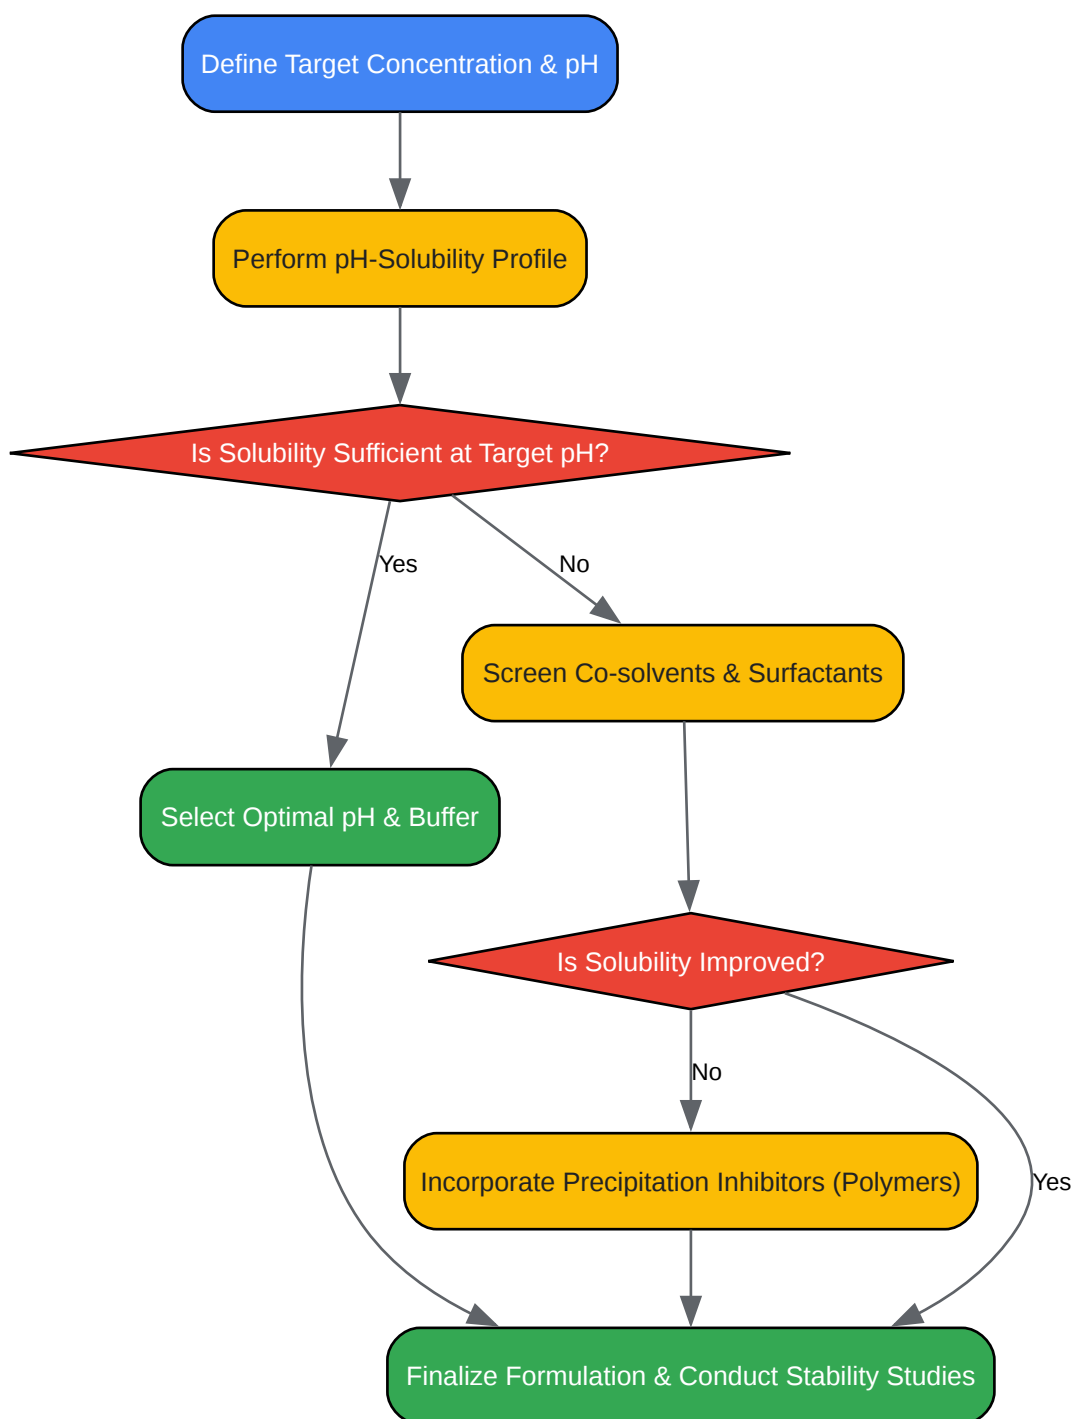 Define Target Concentration & pH
Perform pH-Solubility Profile
Is Solubility Sufficient at Target pH?
Yes
No
Screen Co-solvents & Surfactants
Select Optimal pH & Buffer
Is Solubility Improved?
No
Incorporate Precipitation Inhibitors (Polymers)
Yes
Finalize Formulation & Conduct Stability Studies